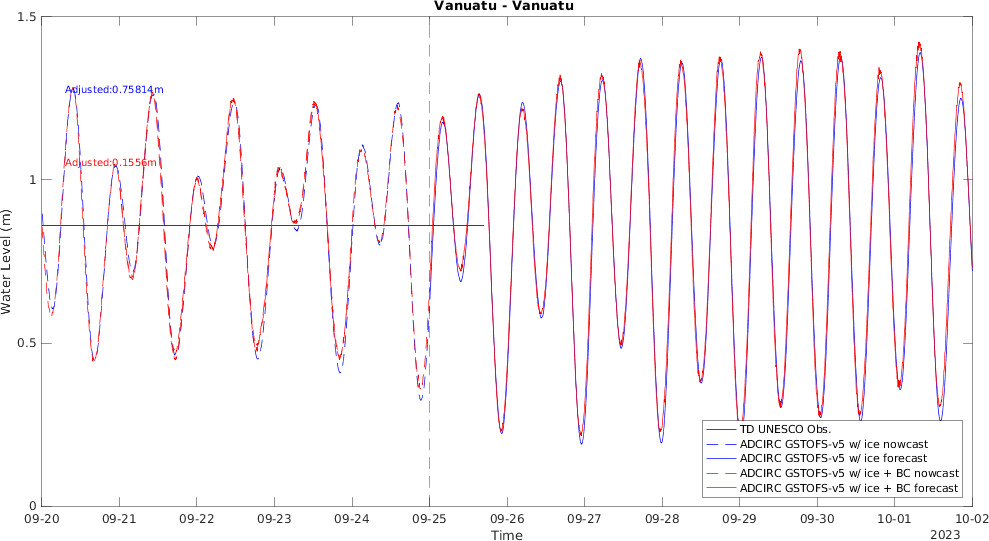 Vanuatu - Vanuatu
1.5
Adjusted:0.75814m
Adjusted:0.1556m
1
Water Level (m)
0.5
TD UNESCO Obs.
ADCIRC GSTOFS-v5 w/ ice nowcast
ADCIRC GSTOFS-v5 w/ ice forecast
ADCIRC GSTOFS-v5 w/ ice + BC nowcast
ADCIRC GSTOFS-v5 w/ ice + BC forecast
0
09-20 09-21 09-22 09-23 09-24 09-25 09-26 09-27 09-28 09-29 09-30 10-01 10-02
Time
2023